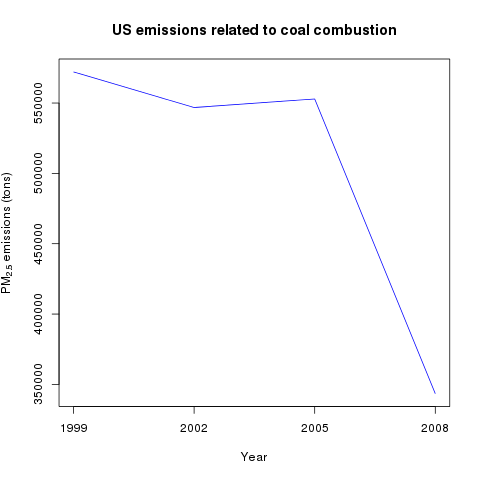 US emissions related to coal combustion
PM2.5 emissions (tons)
550000
500000
450000
400000
350000
1999 2002 2005 2008
Year